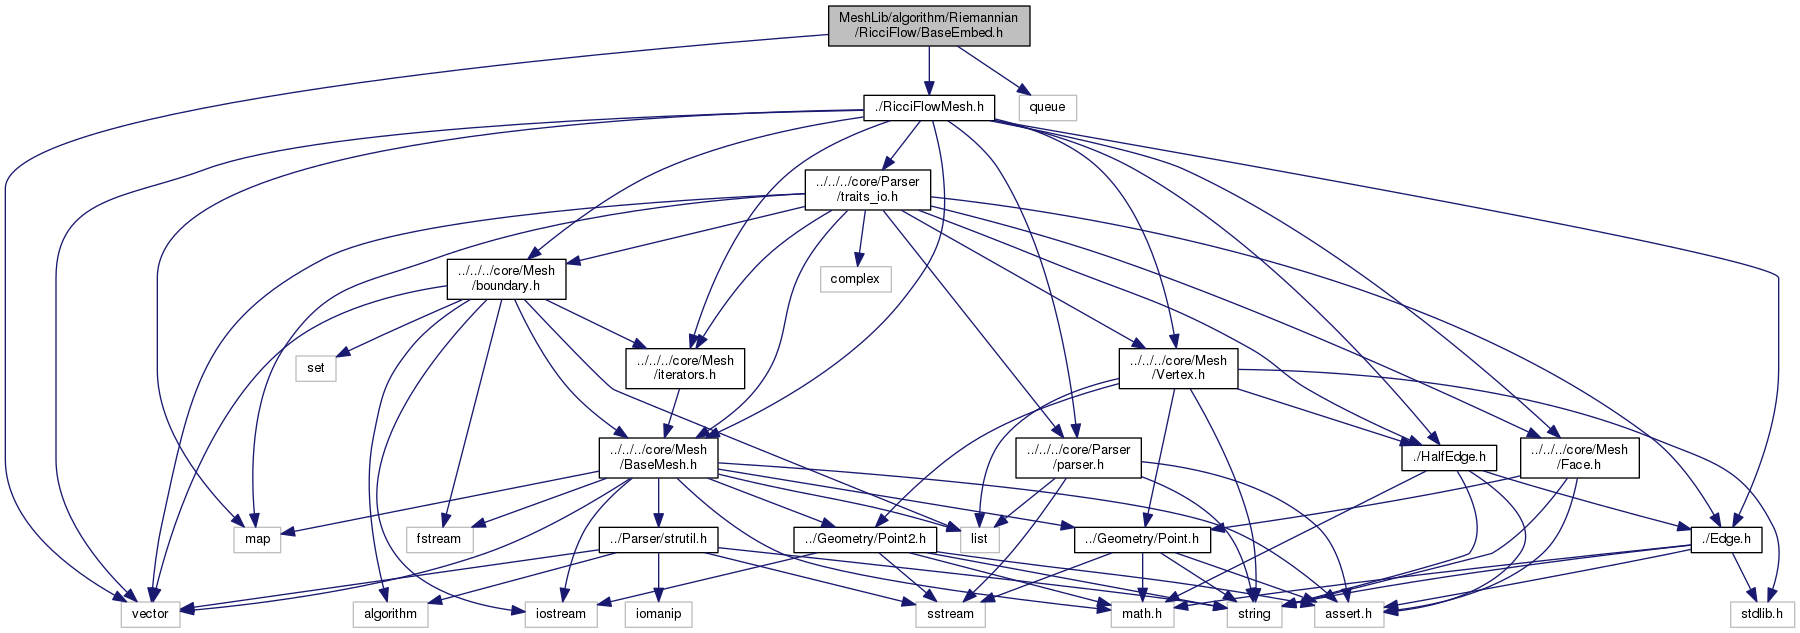 MeshLib/algorithm/Riemannian
/RicciFlow/BaseEmbed.h
./RicciFlowMesh.h
queue
../../../core/Parser
/traits_io.h
../../../core/Mesh
/boundary.h
complex
set
../../../core/Mesh
/iterators.h
../../../core/Mesh
/Vertex.h
../../../core/Mesh
/BaseMesh.h
../../../core/Parser
/parser.h
./HalfEdge.h
../../../core/Mesh
/Face.h
map
fstream
../Parser/strutil.h
../Geometry/Point2.h
list
../Geometry/Point.h
./Edge.h
vector
algorithm
iostream
iomanip
sstream
math.h
string
assert.h
stdlib.h